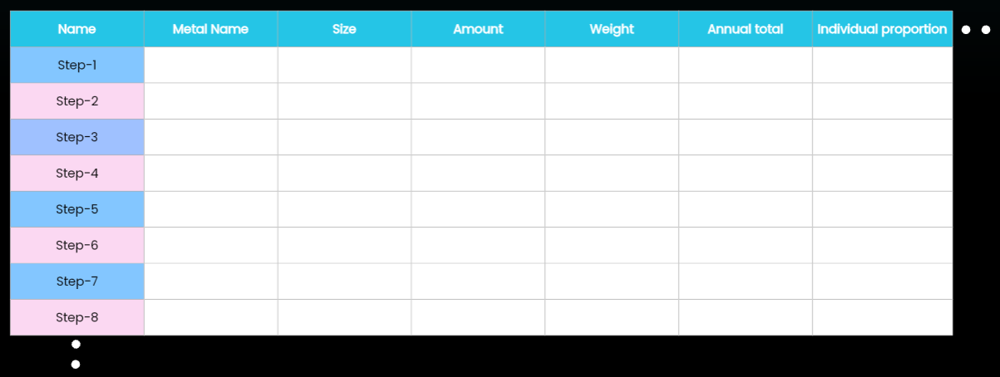 Name Metal Name Size Amount Weight Annual total Individual proportion
Step-1
Step-2
Step-3
Step-4
Step-5
Step-6
Step-7
Step-8